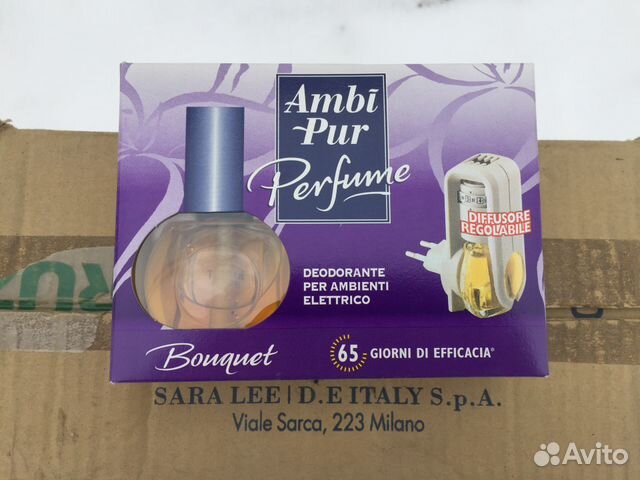 Ambi
Pur
Perfume
DIFFUSORE
REGOLABILE
DEODORANTE
PER AMBIENTI
ELETTRICO
Bouquet
65 GIORNI DI EFFICACIA*
RU
SARA LEE | D.E ITALY S.p.A.
Viale Sarca, 223 Milano
Avito